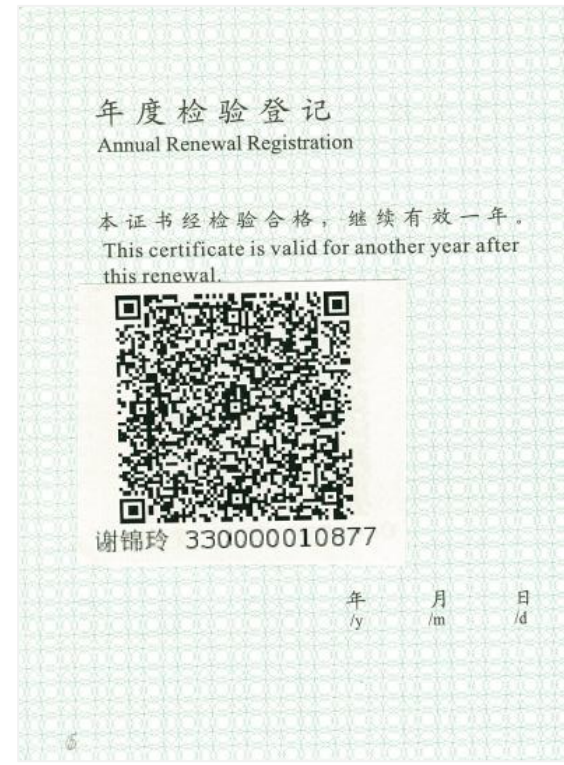 年度检验登记
Annual Renewal Registration
本证书经检验合格，继续有效一年。
This certificate is valid for another year after
this renewal.
谢锦玲 330000010877
年 月 日
/y /m /d
6